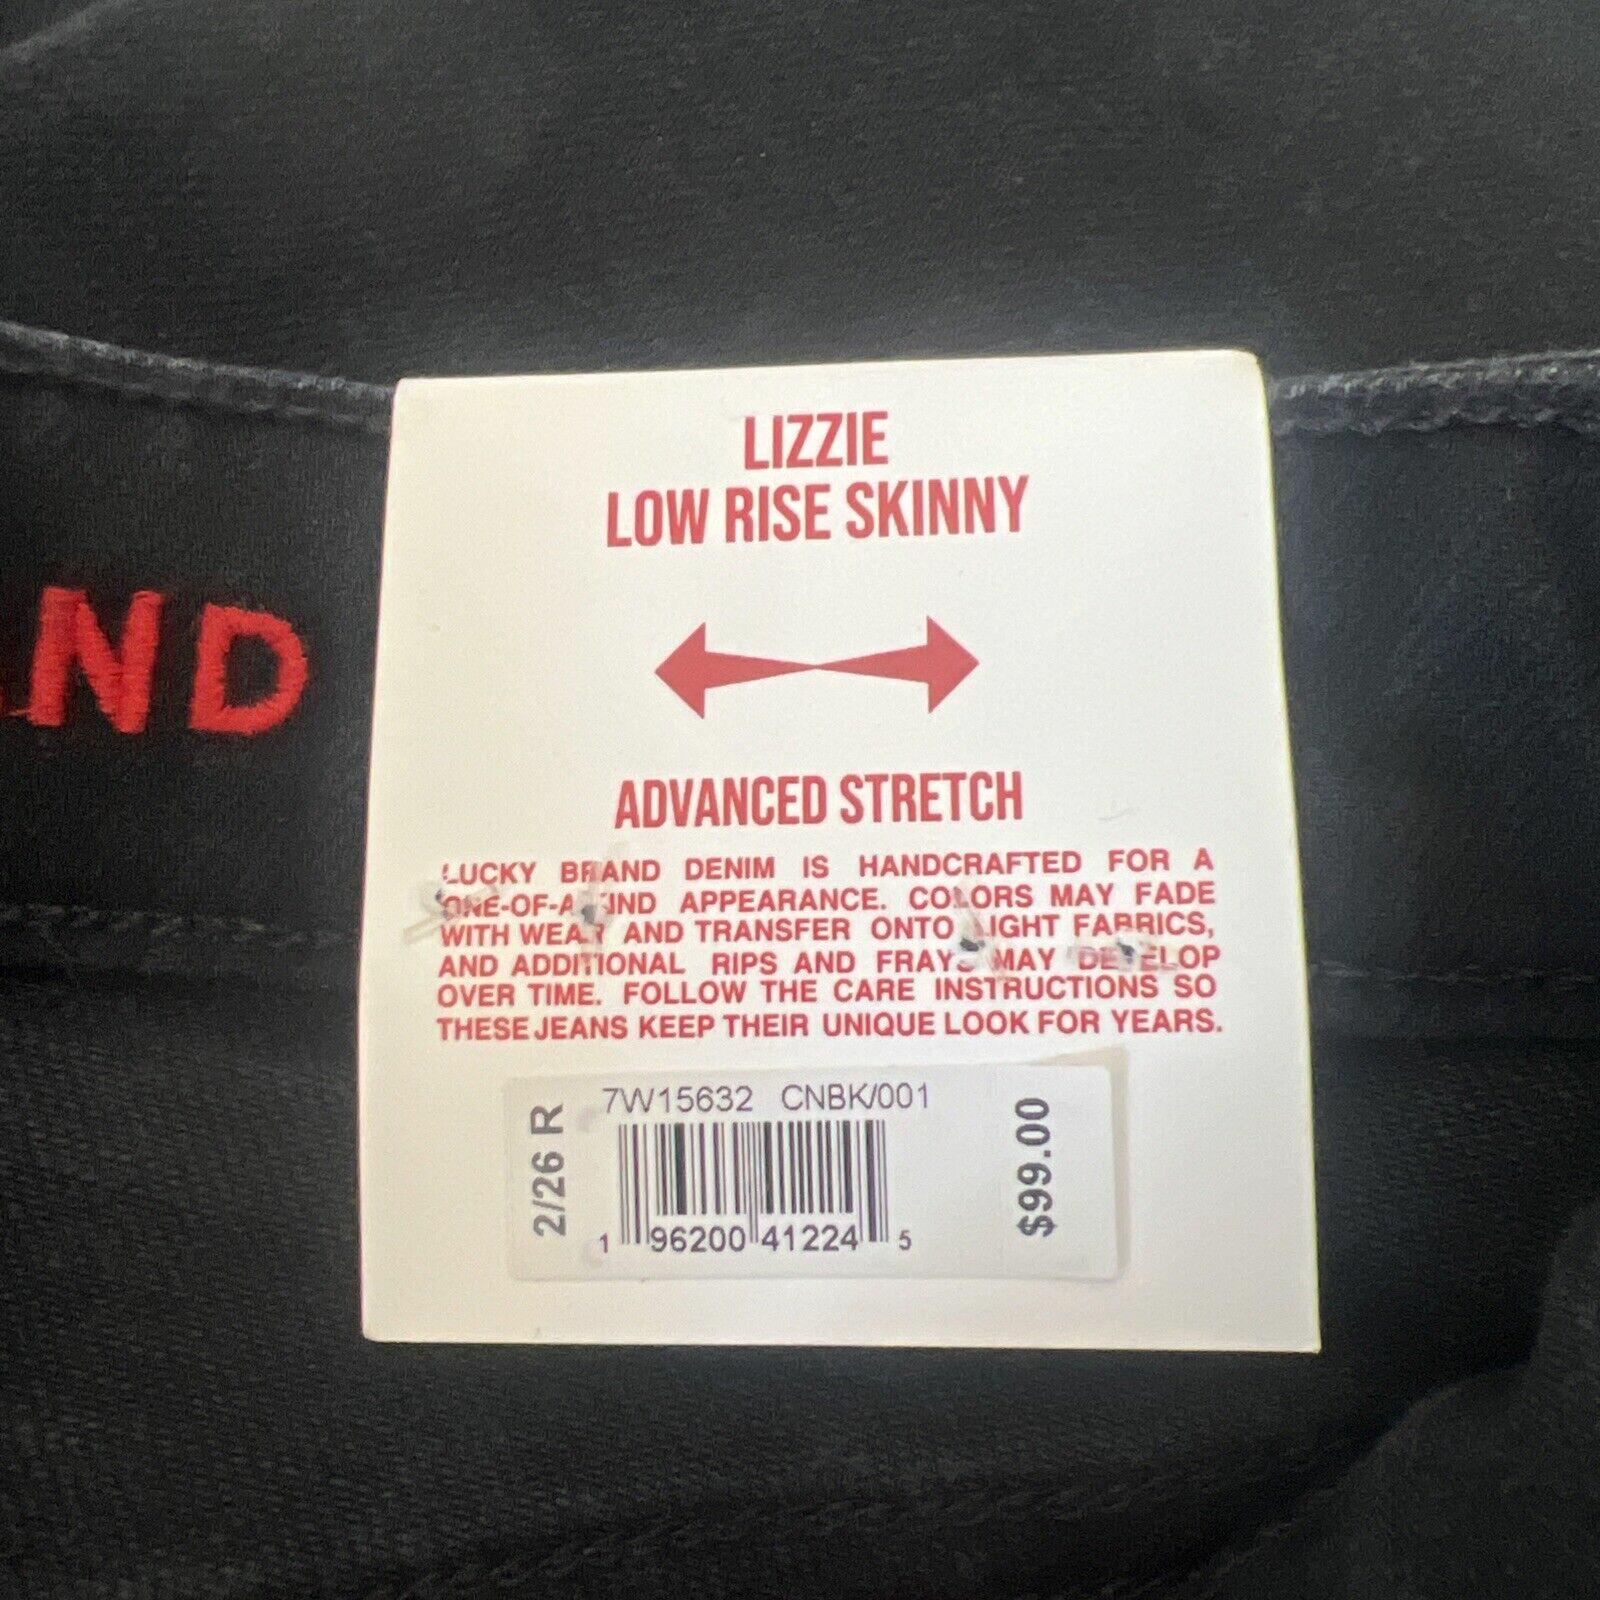 LIZZIE
LOW RISE SKINNY
AND
ADVANCED STRETCH
LUCKY BRAND DENIM IS HANDCRAFTED FOR A
ONE-OF-A-KIND APPEARANCE. COLORS MAY FADE
WITH WEAR AND TRANSFER ONTO LIGHT FABRICS,
AND ADDITIONAL RIPS AND FRAYS MAY DEVELOP
OVER TIME. FOLLOW THE CARE INSTRUCTIONS SO
THESE JEANS KEEP THEIR UNIQUE LOOK FOR YEARS.
7W15632 CNBK/001
2/26 R
$99.00
1 96200 41224 5